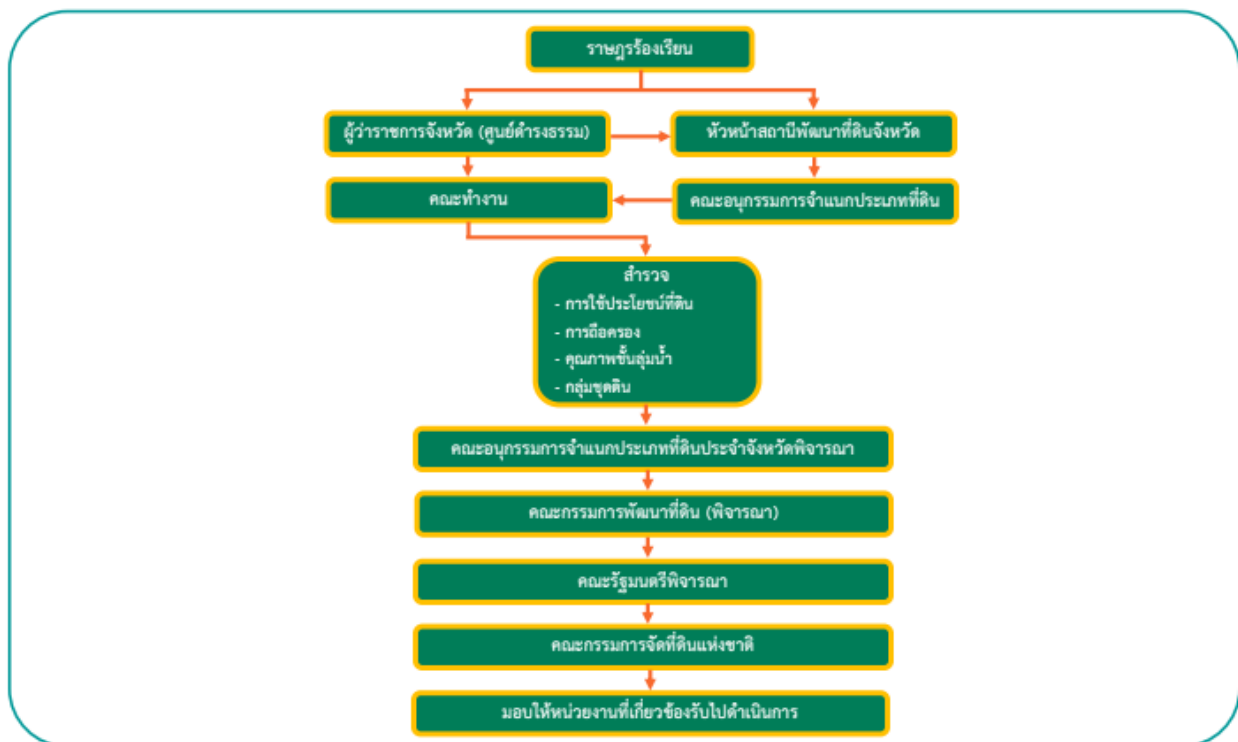 ราษฎรร้องเรียน
ผู้ว่าราชการจังหวัด (ศูนย์ดำรงธรรม)
หัวหน้าสถานีพัฒนาที่ดินจังหวัด
คณะทำงาน
คณะอนุกรรมการจำแนกประเภทที่ดิน
สำรวจ
- การใช้ประโยชน์ที่ดิน
- การถือครอง
- คุณภาพชั้นลุ่มน้ำ
- กลุ่มชุดดิน
คณะอนุกรรมการจำแนกประเภทที่ดินประจำจังหวัดพิจารณา
คณะกรรมการพัฒนาที่ดิน (พิจารณา)
คณะรัฐมนตรีพิจารณา
คณะกรรมการจัดที่ดินแห่งชาติ
มอบให้หน่วยงานที่เกี่ยวข้องรับไปดำเนินการ